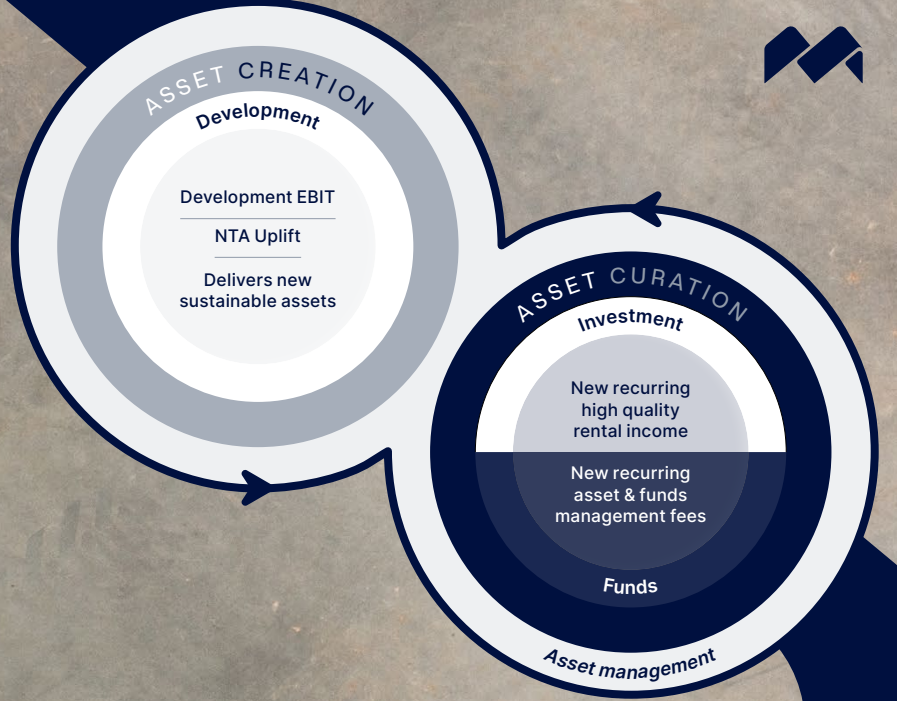 ASSET CREATION
Development
Development EBIT
NTA Uplift
Delivers new
sustainable assets
ASSET CURATION
Investment
New recurring
high quality
rental income
New recurring
asset & funds
management fees
Funds
Asset management